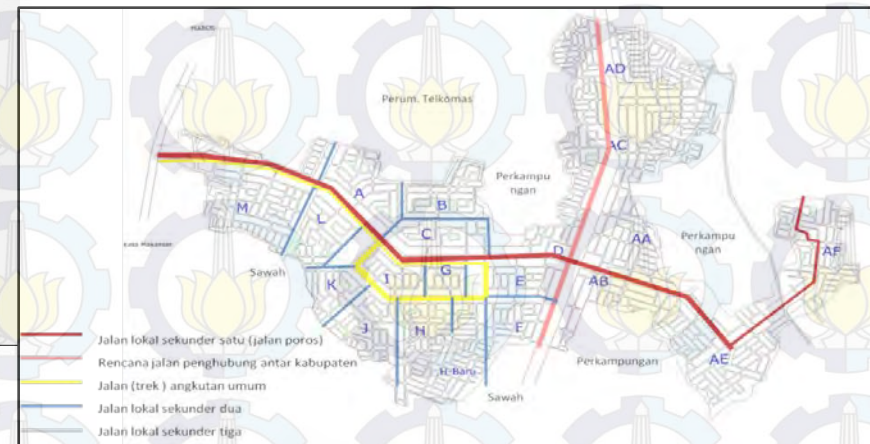 Perum. Telkomas
AD
AC
Perkampu
ngan
A
B
M
L
C
AA
Perkampu
ngan
AF
D
Sawah
K
I
G
E
AB
J
H
F
AE
Perkampungan
H-Baru
Sawah
Jalan lokal sekunder satu (jalan poros)
Rencana jalan penghubung antar kabupaten
Jalan (trek ) angkutan umum
Jalan lokal sekunder dua
Jalan lokal sekunder tiga